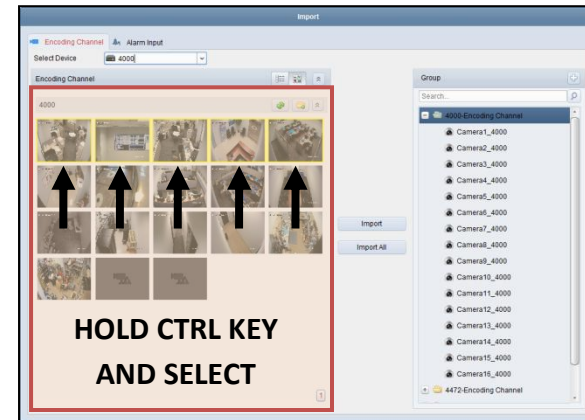 Import
Encoding Channel
Alarm Input
Select Device
4000
Encoding Channel
4000
HOLD CTRL KEY
AND SELECT
Import
Import All
Group
Search...
4000-Encoding Channel
Camera1_4000
Camera2_4000
Camera3_4000
Camera4_4000
Camera5_4000
Camera6_4000
Camera7_4000
Camera8_4000
Camera9_4000
Camera10_4000
Camera11_4000
Camera12_4000
Camera13_4000
Camera14_4000
Camera15_4000
Camera16_4000
4472-Encoding Channel